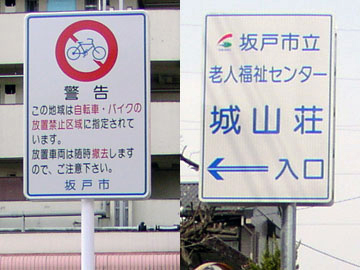 警告
この地域は自転車・バイクの
放置禁止区域に指定されて
います。
放置車両は随時撤去します
ので、ご注意下さい。
坂戸市
坂戸市立
老人福祉センター
城山荘
入口